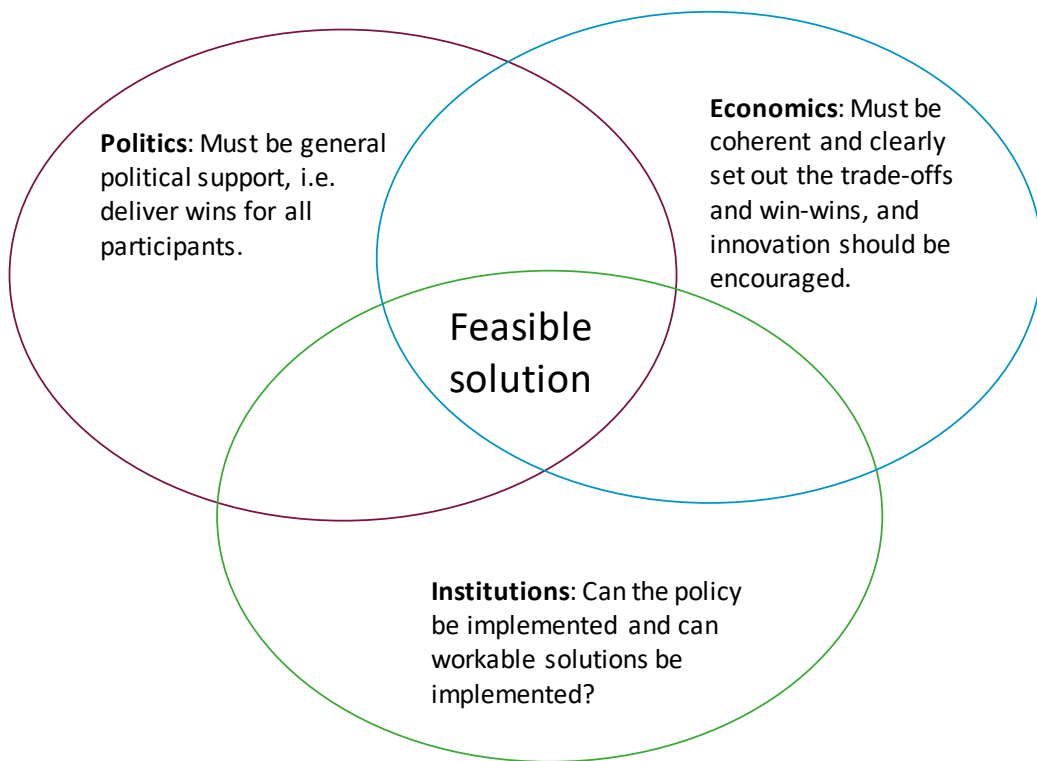 Politics: Must be general
political support, i.e.
deliver wins for all
participants.
Economics: Must be
coherent and clearly
set out the trade-offs
and win-wins, and
innovation should be
encouraged.
Feasible
solution
Institutions: Can the policy
be implemented and can
workable solutions be
implemented?